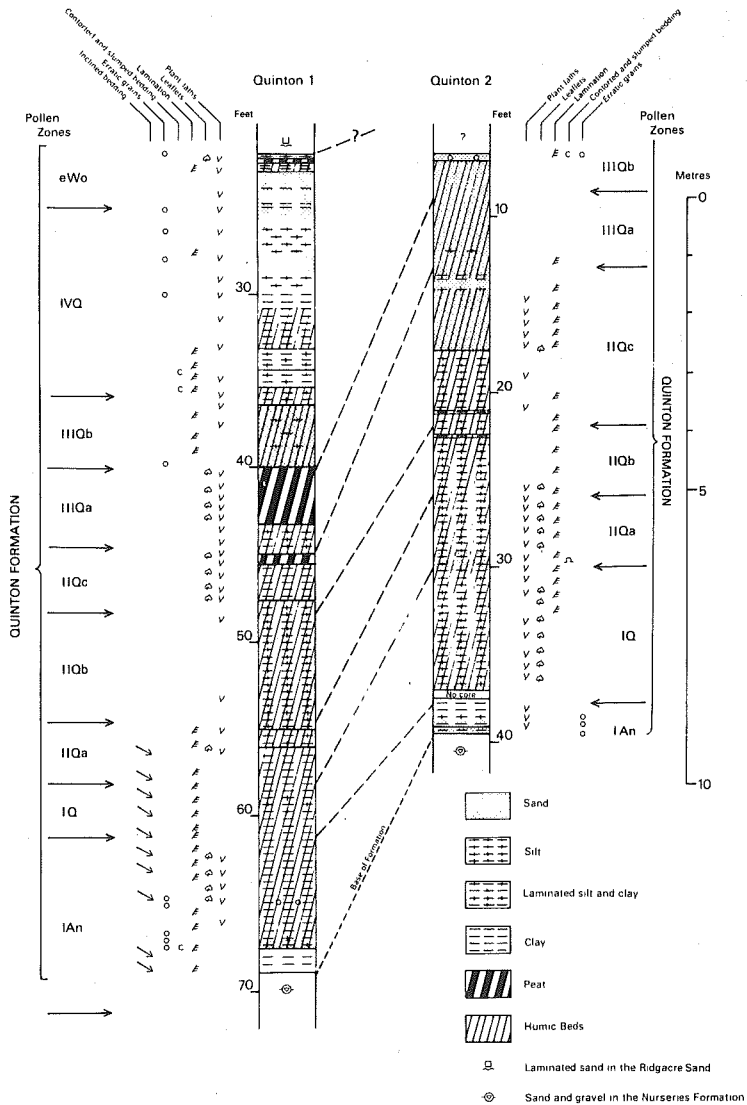 Quinton 1
Contorted and slumped bedding
Inclined bedding
Erratic grains
Lamination
Leaflets
Plant laths
Feet
Pollen
Zones
eWo
IVQ
IIIQb
IIIQa
IIQc
IIQb
IIQa
IQ
IAn
QUINTON FORMATION
?
30
40
50
60
70
Quinton 2
Feet
Plant laths
Leaflets
Lamination
Contorted and slumped bedding
Erratic grains
Pollen
Zones
Metres
?
10
20
30
40
No core
Base of Formation
IIIQb
IIIQa
IIQc
IIQb
IIQa
IQ
IAn
QUINTON FORMATION
0
5
10
Sand
Silt
Laminated silt and clay
Clay
Peat
Humic Beds
Laminated sand in the Ridgacre Sand
Sand and gravel in the Nurseries Formation